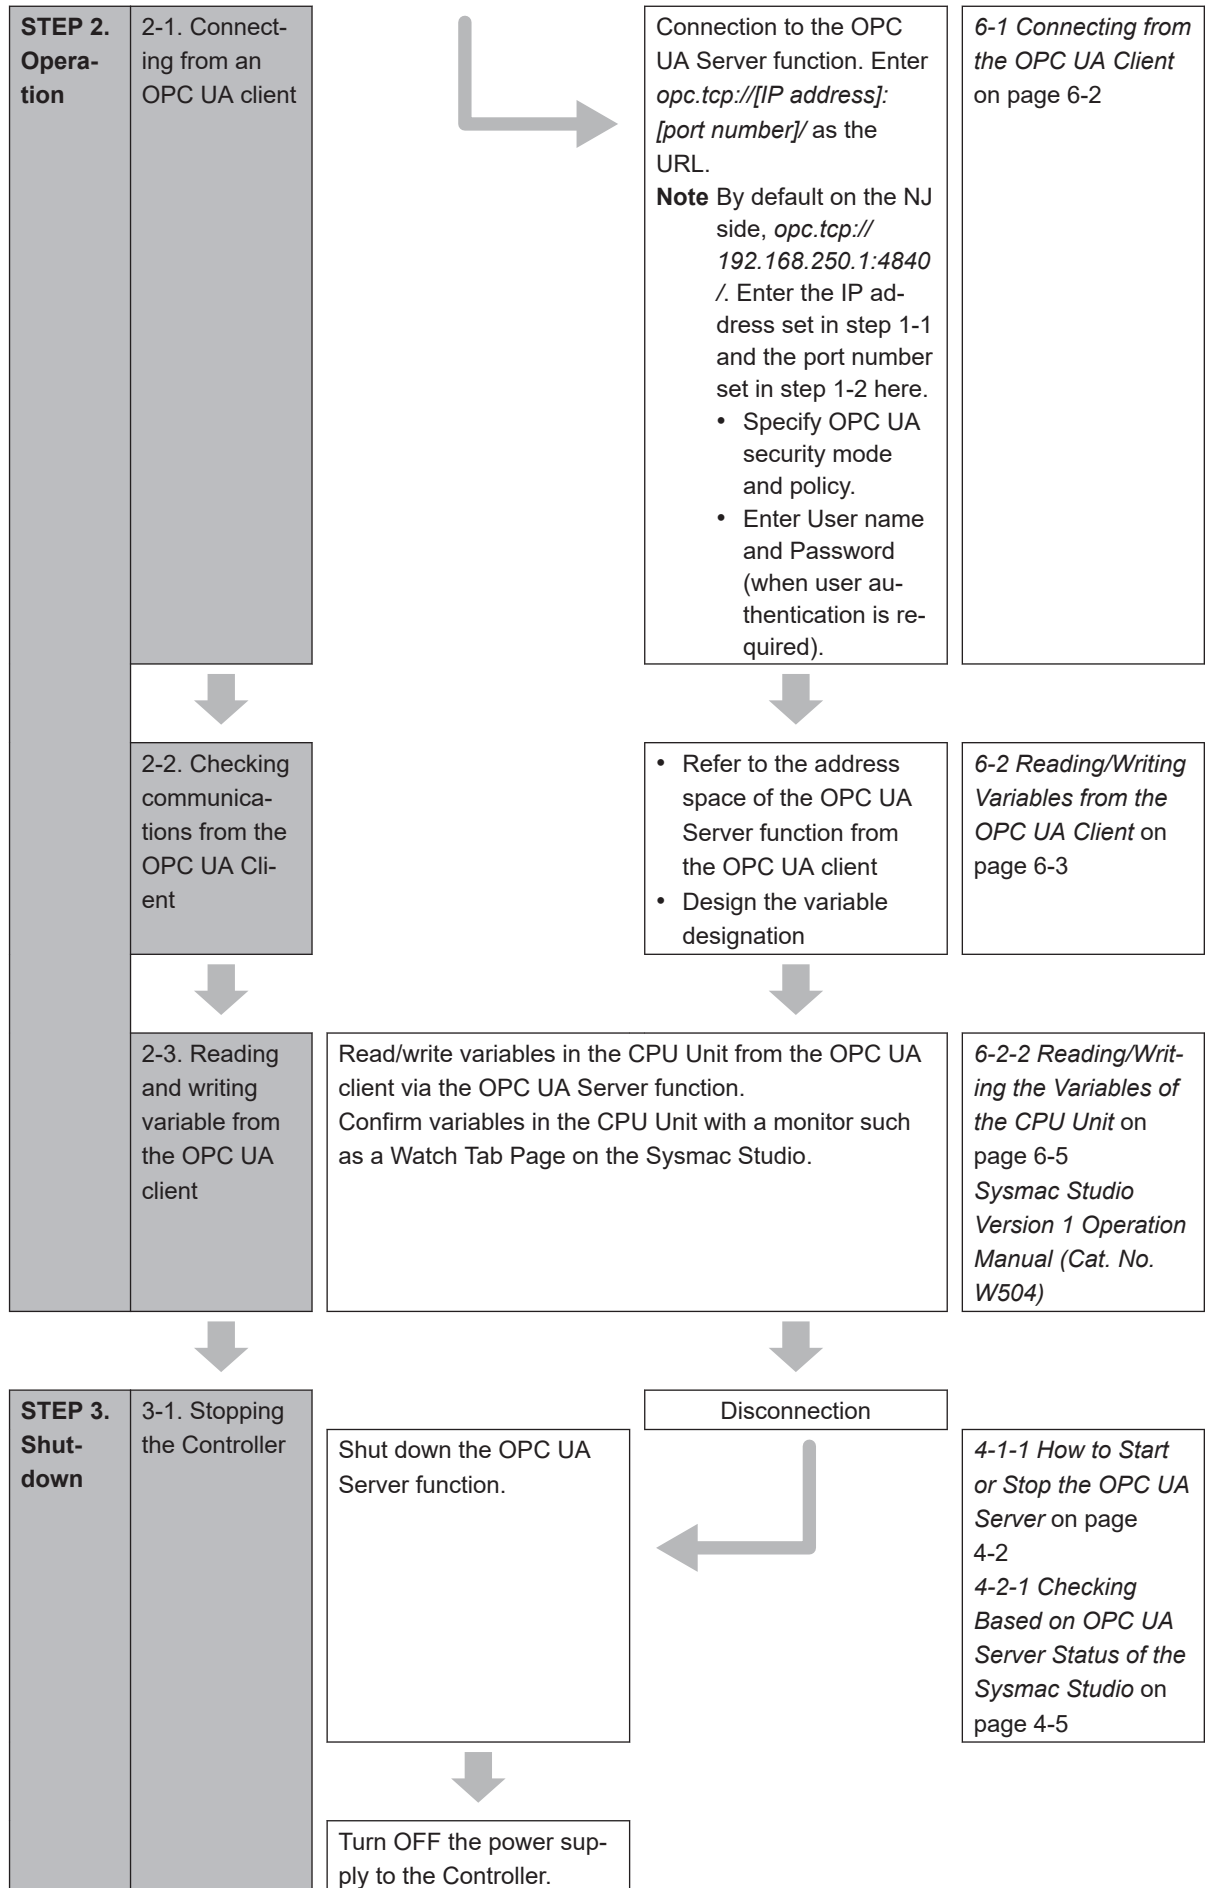 STEP 2.
Opera-
tion
2-1. Connect-
ing from an
OPC UA client
Connection to the OPC
UA Server function. Enter
opc.tcp://[IP address]:
[port number]/ as the
URL.
Note By default on the NJ
side, opc.tcp://
192.168.250.1:4840
/. Enter the IP ad-
dress set in step 1-1
and the port number
set in step 1-2 here.
• Specify OPC UA
security mode
and policy.
• Enter User name
and Password
(when user au-
thentication is re-
quired).
6-1 Connecting from
the OPC UA Client
on page 6-2
2-2. Checking
communica-
tions from the
OPC UA Cli-
ent
• Refer to the address
space of the OPC UA
Server function from
the OPC UA client
• Design the variable
designation
6-2 Reading/Writing
Variables from the
OPC UA Client on
page 6-3
2-3. Reading
and writing
variable from
the OPC UA
client
Read/write variables in the CPU Unit from the OPC UA
client via the OPC UA Server function.
Confirm variables in the CPU Unit with a monitor such
as a Watch Tab Page on the Sysmac Studio.
6-2-2 Reading/Writ-
ing the Variables of
the CPU Unit on
page 6-5
Sysmac Studio
Version 1 Operation
Manual (Cat. No.
W504)
STEP 3.
Shut-
down
3-1. Stopping
the Controller
Disconnection
Shut down the OPC UA
Server function.
4-1-1 How to Start
or Stop the OPC UA
Server on page
4-2
4-2-1 Checking
Based on OPC UA
Server Status of the
Sysmac Studio on
page 4-5
Turn OFF the power sup-
ply to the Controller.